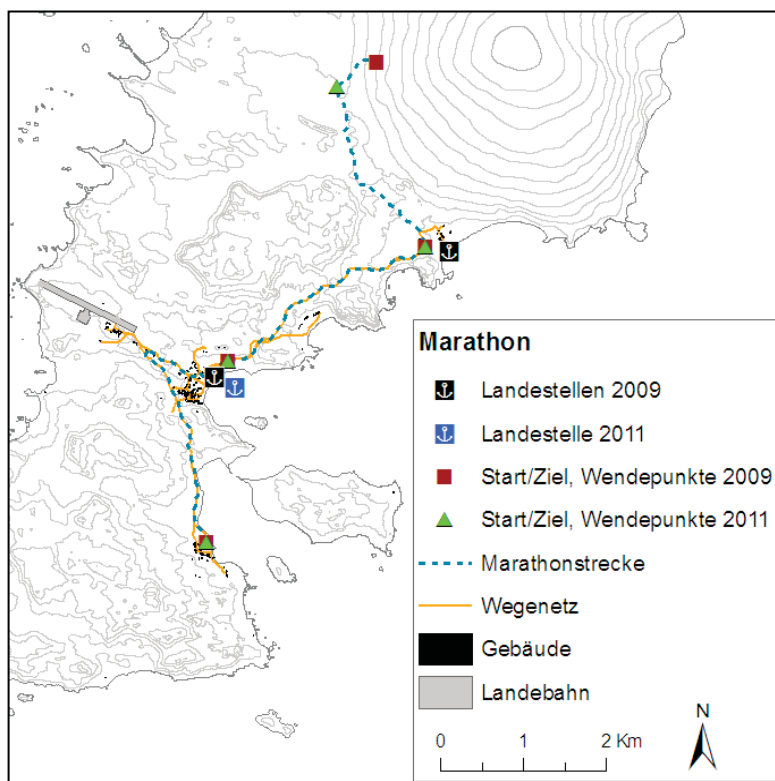 Marathon
Landestellen 2009
Landestelle 2011
Start/Ziel, Wendepunkte 2009
Start/Ziel, Wendepunkte 2011
Marathonstrecke
Wegenetz
Gebäude
Landebahn
N
0 1 2 Km